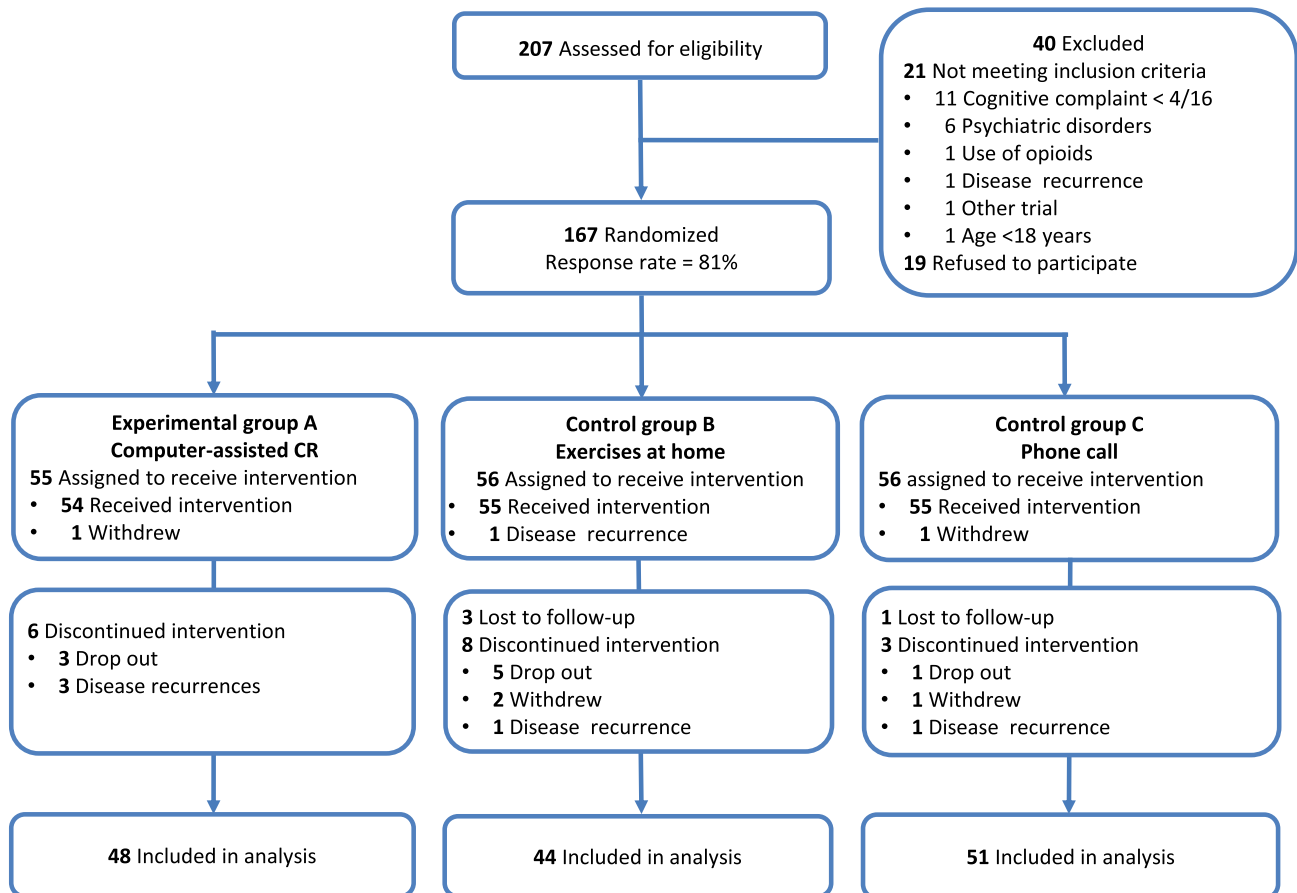 207 Assessed for eligibility
40 Excluded
21 Not meeting inclusion criteria
• 11 Cognitive complaint < 4/16
• 6 Psychiatric disorders
• 1 Use of opioids
• 1 Disease recurrence
• 1 Other trial
• 1 Age <18 years
19 Refused to participate
167 Randomized
Response rate = 81%
Experimental group A
Computer-assisted CR
55 Assigned to receive intervention
• 54 Received intervention
• 1 Withdrew
Control group B
Exercises at home
56 Assigned to receive intervention
• 55 Received intervention
• 1 Disease recurrence
Control group C
Phone call
56 assigned to receive intervention
• 55 Received intervention
• 1 Withdrew
6 Discontinued intervention
• 3 Drop out
• 3 Disease recurrences
3 Lost to follow-up
8 Discontinued intervention
• 5 Drop out
• 2 Withdrew
• 1 Disease recurrence
1 Lost to follow-up
3 Discontinued intervention
• 1 Drop out
• 1 Withdrew
• 1 Disease recurrence
48 Included in analysis
44 Included in analysis
51 Included in analysis